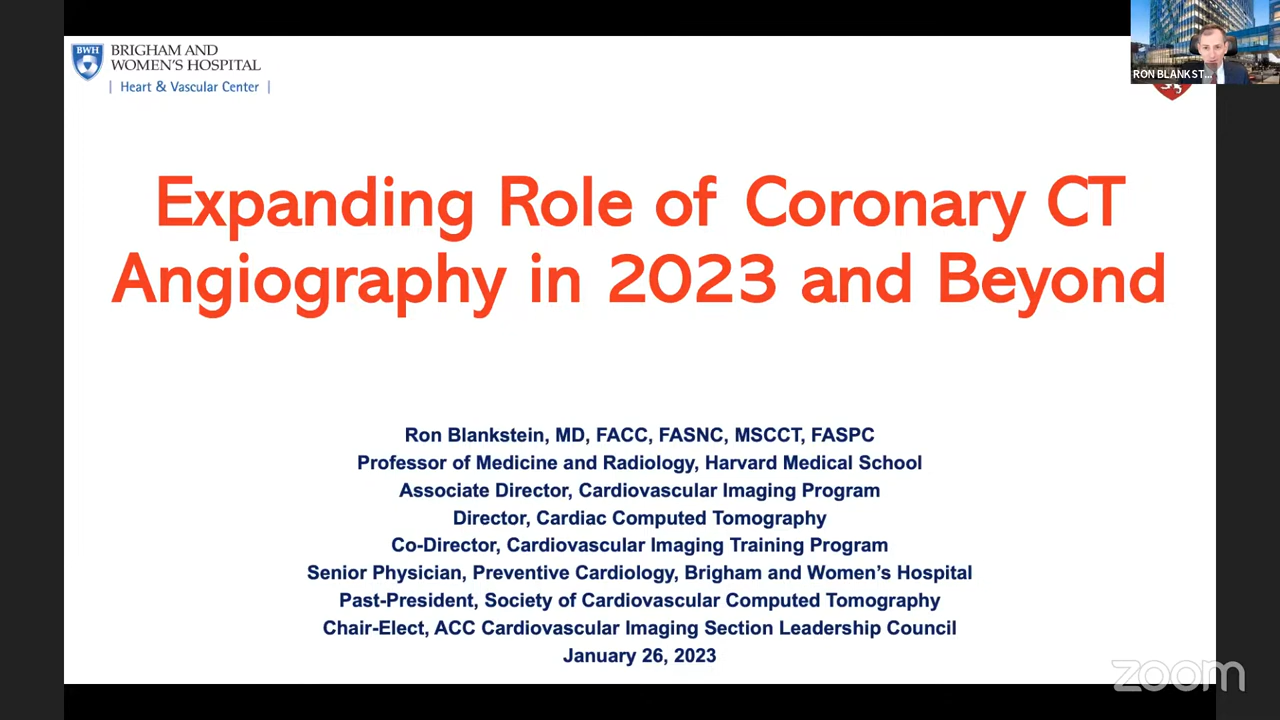 BWH
BRIGHAM AND
WOMEN'S HOSPITAL
| Heart & Vascular Center |
RON BLANKST...
Expanding Role of Coronary CT
Angiography in 2023 and Beyond
Ron Blankstein, MD, FACC, FASNC, MSCCT, FASPC
Professor of Medicine and Radiology, Harvard Medical School
Associate Director, Cardiovascular Imaging Program
Director, Cardiac Computed Tomography
Co-Director, Cardiovascular Imaging Training Program
Senior Physician, Preventive Cardiology, Brigham and Women's Hospital
Past-President, Society of Cardiovascular Computed Tomography
Chair-Elect, ACC Cardiovascular Imaging Section Leadership Council
January 26, 2023
zoom